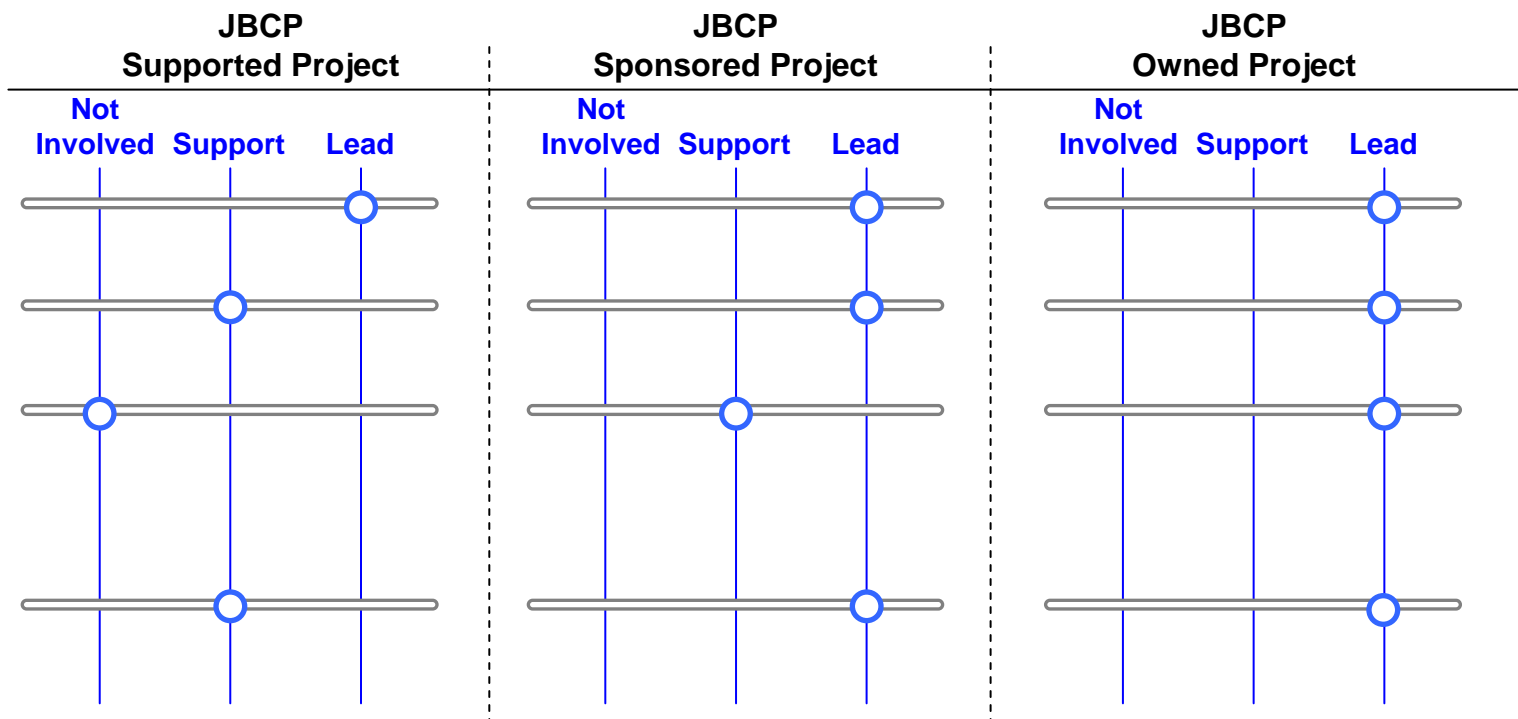 JBCP
Supported Project
JBCP
Sponsored Project
JBCP
Owned Project
Not
Involved Support Lead
Not
Involved Support Lead
Not
Involved Support Lead